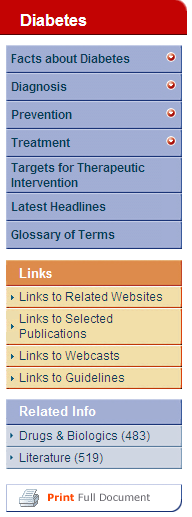 Diabetes
Facts about Diabetes
Diagnosis
Prevention
Treatment
Targets for Therapeutic
Intervention
Latest Headlines
Glossary of Terms
Links
Links to Related Websites
Links to Selected
Publications
Links to Webcasts
Links to Guidelines
Related Info
Drugs & Biologics (483)
Literature (519)
Print Full Document